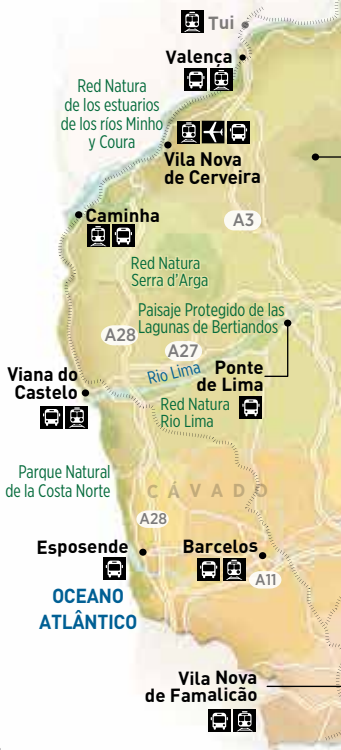 Tui
Valença
Red Natura
de los estuarios
de los ríos Minho
y Coura
Vila Nova
de Cerveira
Caminha
A3
Red Natura
Serra d'Arga
Paisaje Protegido de las
Lagunas de Bertiandos
A28
A27
Rio Lima
Ponte
de Lima
Viana do
Castelo
Red Natura
Rio Lima
Parque Natural
de la Costa Norte
CÁVADO
A28
Esposende
Barcelos
A11
OCEANO
ATLÂNTICO
Vila Nova
de Famalicão